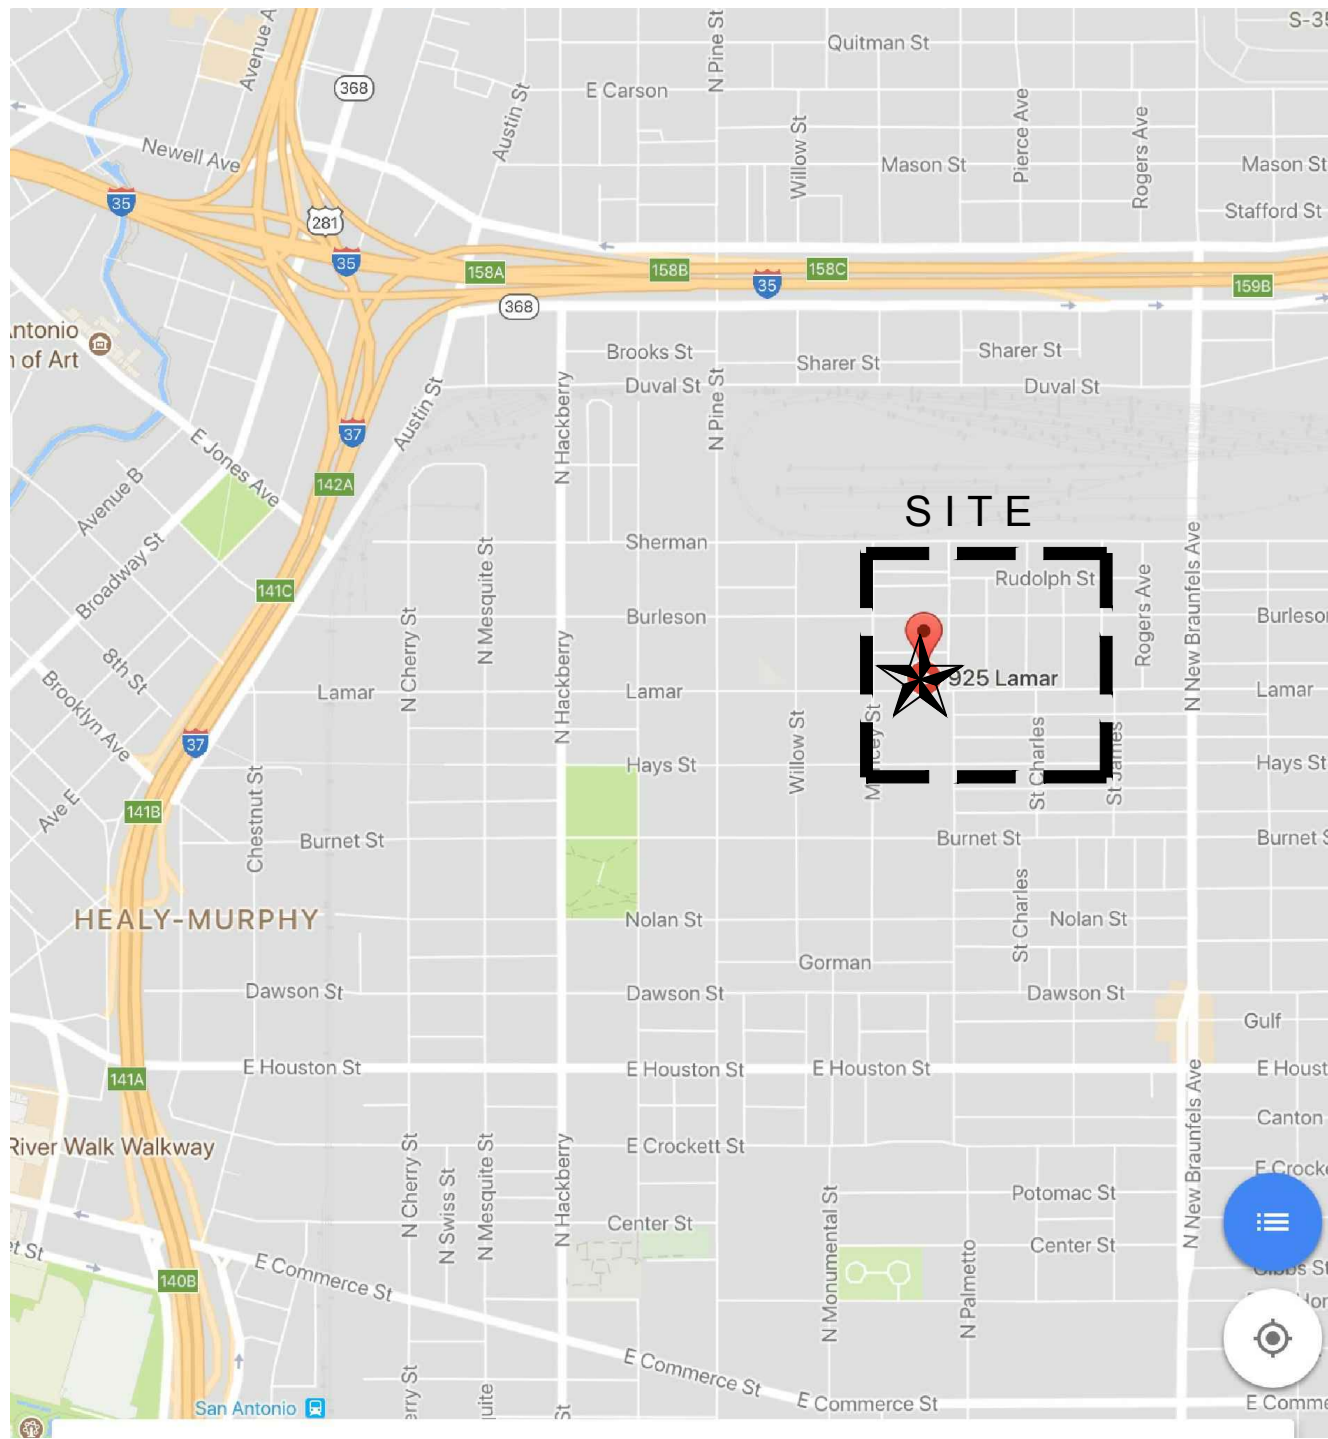 S-35
Quitman St
Avenue A
368
E Carson
N Pine St
Austin St
Willow St
Pierce Ave
Rogers Ave
Newell Ave
Mason St
Mason St
Stafford St
35
281
35
158A
158B
158C
35
159B
368
Antonio
n of Art
Brooks St
Sharer St
Sharer St
Duval St
Duval St
N Pine St
N Hackberry
Austin St
37
E Jones Ave
142A
Avenue B
SITE
Broadway St
Sherman
N Mesquite St
N New Braunfels Ave
Rudolph St
Rogers Ave
141C
N Cherry St
Burleson
Burleson
8th St
N Hackberry
925 Lamar
Brooklyn Ave
Lamar
Lamar
Lamar
37
Willow St
St Charles
St James
Hays St
Hays St
Ave E
141B
Chestnut St
Burnet St
Burnet St
Burnet S
HEALY-MURPHY
Nolan St
St Charles
Nolan St
Gorman
Dawson St
Dawson St
Dawson St
Gulf
141A
E Houston St
E Houston St
E Houston St
E Houst
N New Braunfels Ave
Canton
River Walk Walkway
N Cherry St
N Swiss St
N Mesquite St
N Hackberry
E Crockett St
E Crocke
N Monumental St
Potomac St
Center St
Center St
N Palmetto
et St
140B
E Commerce St
E Commerce St
E Commerce St
E Comme
San Antonio
erry St
quite
St